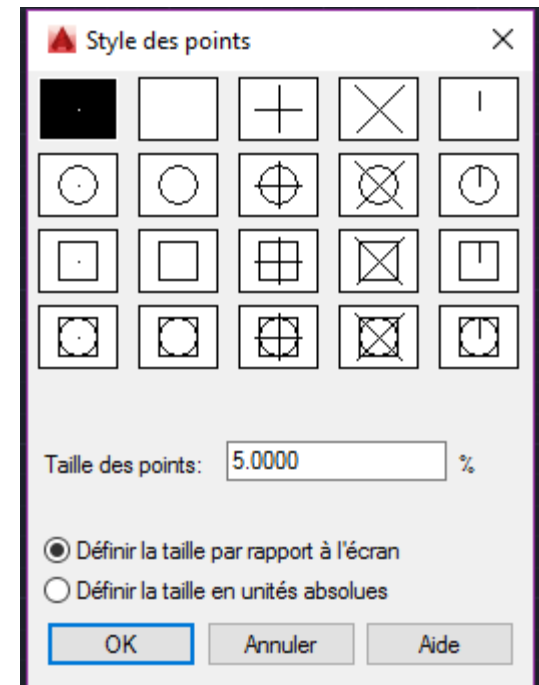 Style des points
Taille des points: 5.0000 %
Définir la taille par rapport à l'écran
Définir la taille en unités absolues
OK Annuler Aide